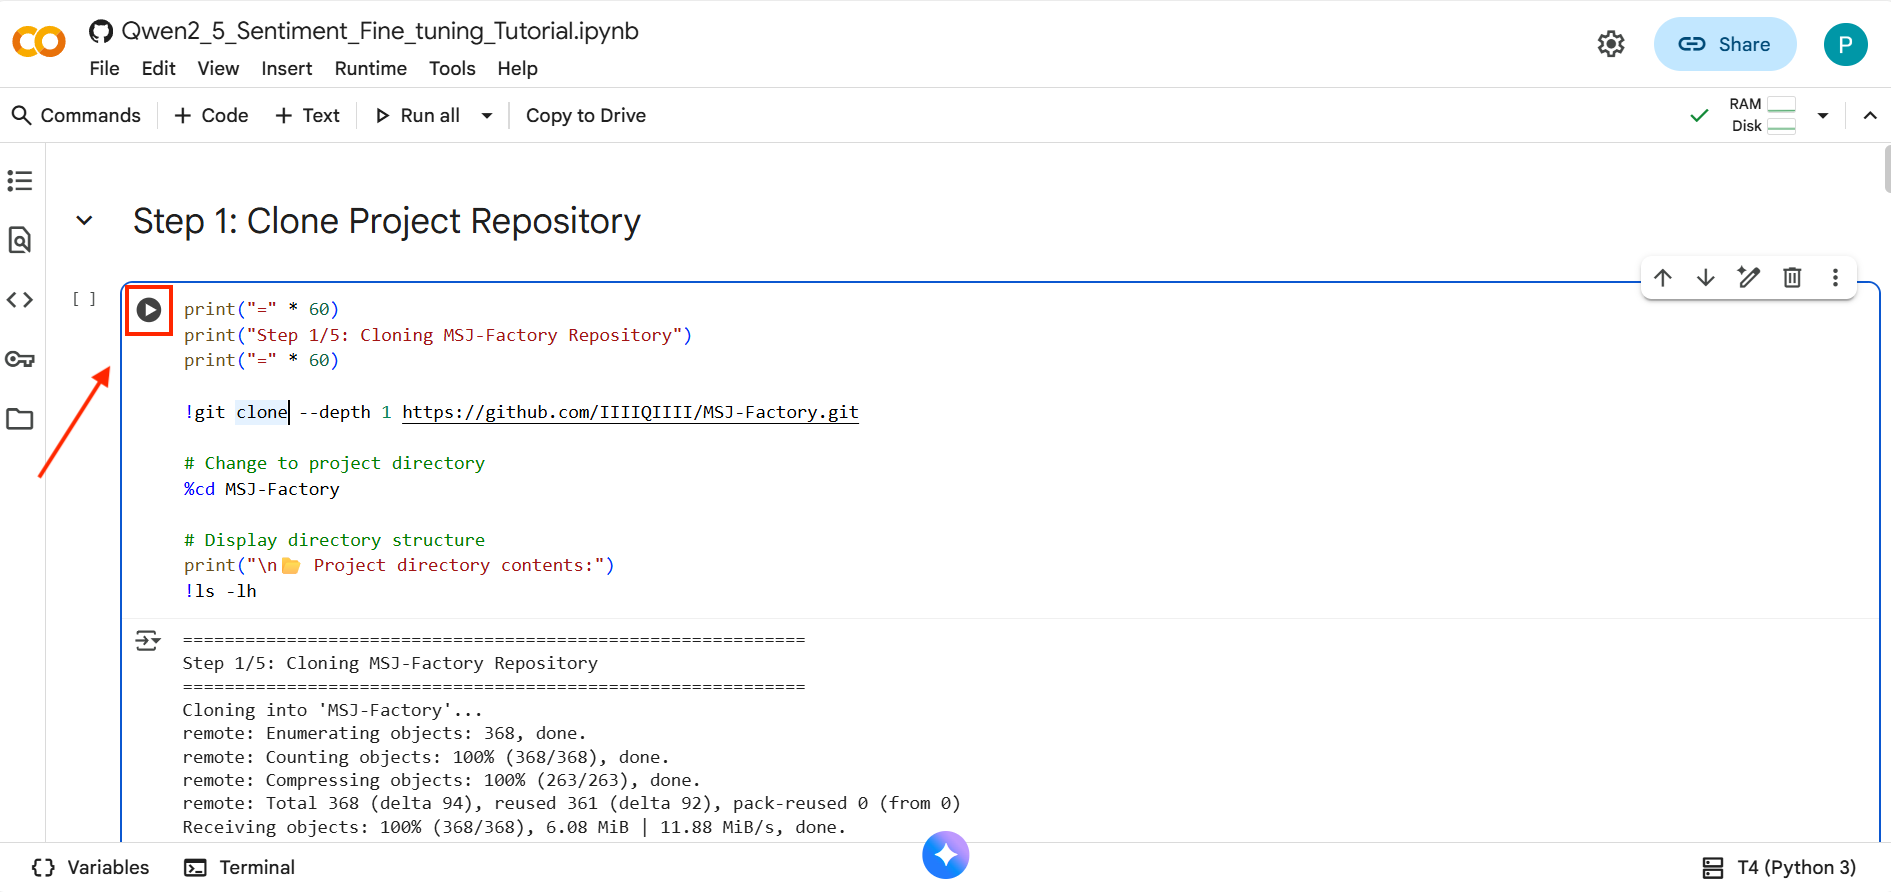 Qwen2_5_Sentiment_Fine_tuning_Tutorial.ipynb
File Edit View Insert Runtime Tools Help
Share
P
Commands + Code + Text Run all Copy to Drive
RAM
Disk
Step 1: Clone Project Repository
[ ]
print("=" * 60)
print("Step 1/5: Cloning MSJ-Factory Repository")
print("=" * 60)
!git clone --depth 1 https://github.com/IIIIQIIII/MSJ-Factory.git
# Change to project directory
%cd MSJ-Factory
# Display directory structure
print("\n📁 Project directory contents:")
!ls -lh
============================================================
Step 1/5: Cloning MSJ-Factory Repository
============================================================
Cloning into 'MSJ-Factory'...
remote: Enumerating objects: 368, done.
remote: Counting objects: 100% (368/368), done.
remote: Compressing objects: 100% (263/263), done.
remote: Total 368 (delta 94), reused 361 (delta 92), pack-reused 0 (from 0)
Receiving objects: 100% (368/368), 6.08 MiB | 11.88 MiB/s, done.
{} Variables Terminal
T4 (Python 3)